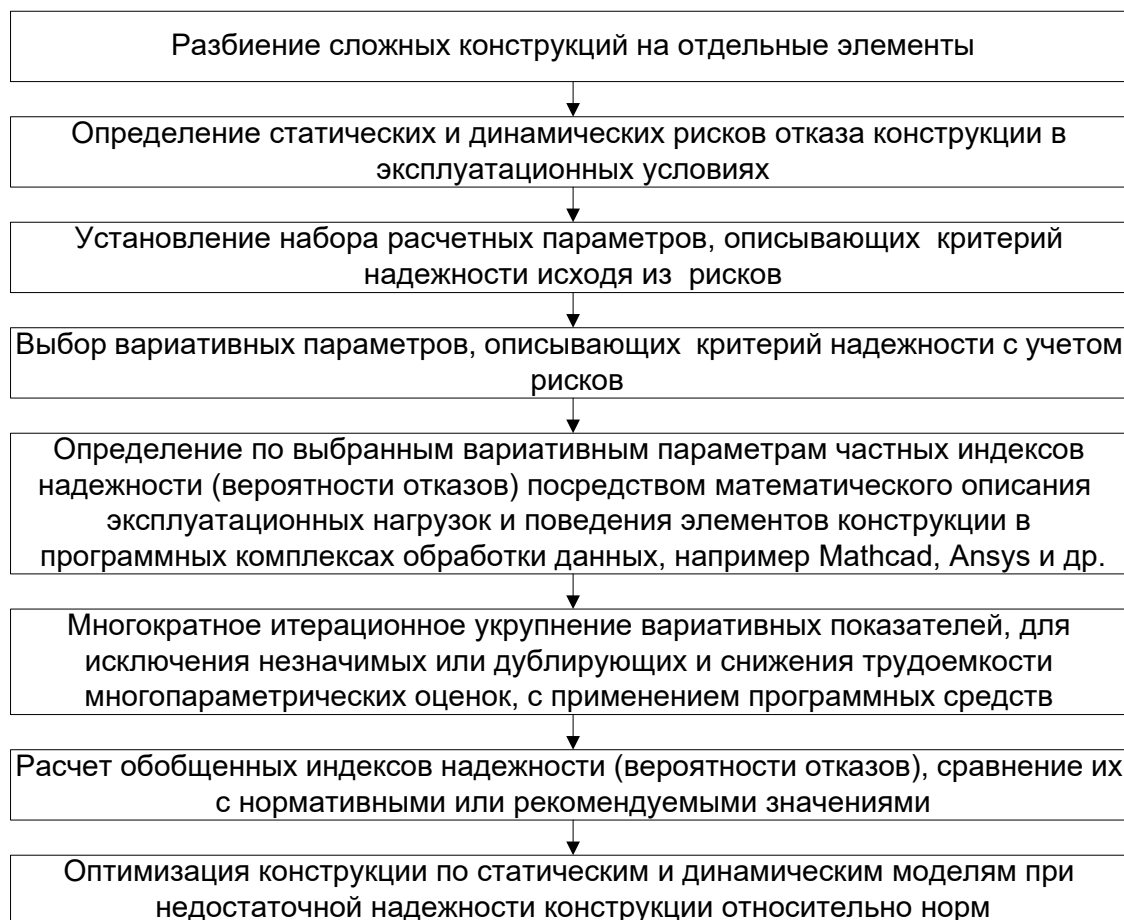 Разбиение сложных конструкций на отдельные элементы
Определение статических и динамических рисков отказа конструкции в
эксплуатационных условиях
Установление набора расчетных параметров, описывающих  критерий
надежности исходя из  рисков
Выбор вариативных параметров, описывающих  критерий надежности с учетом
рисков
Определение по выбранным вариативным параметрам частных индексов
надежности (вероятности отказов) посредством математического описания
эксплуатационных нагрузок и поведения элементов конструкции в
программных комплексах обработки данных, например Mathcad, Ansys и др.
Многократное итерационное укрупнение вариативных показателей, для
исключения незначимых или дублирующих и снижения трудоемкости
многопараметрических оценок, с применением программных средств
Расчет обобщенных индексов надежности (вероятности отказов), сравнение их
с нормативными или рекомендуемыми значениями
Оптимизация конструкции по статическим и динамическим моделям при
недостаточной надежности конструкции относительно норм